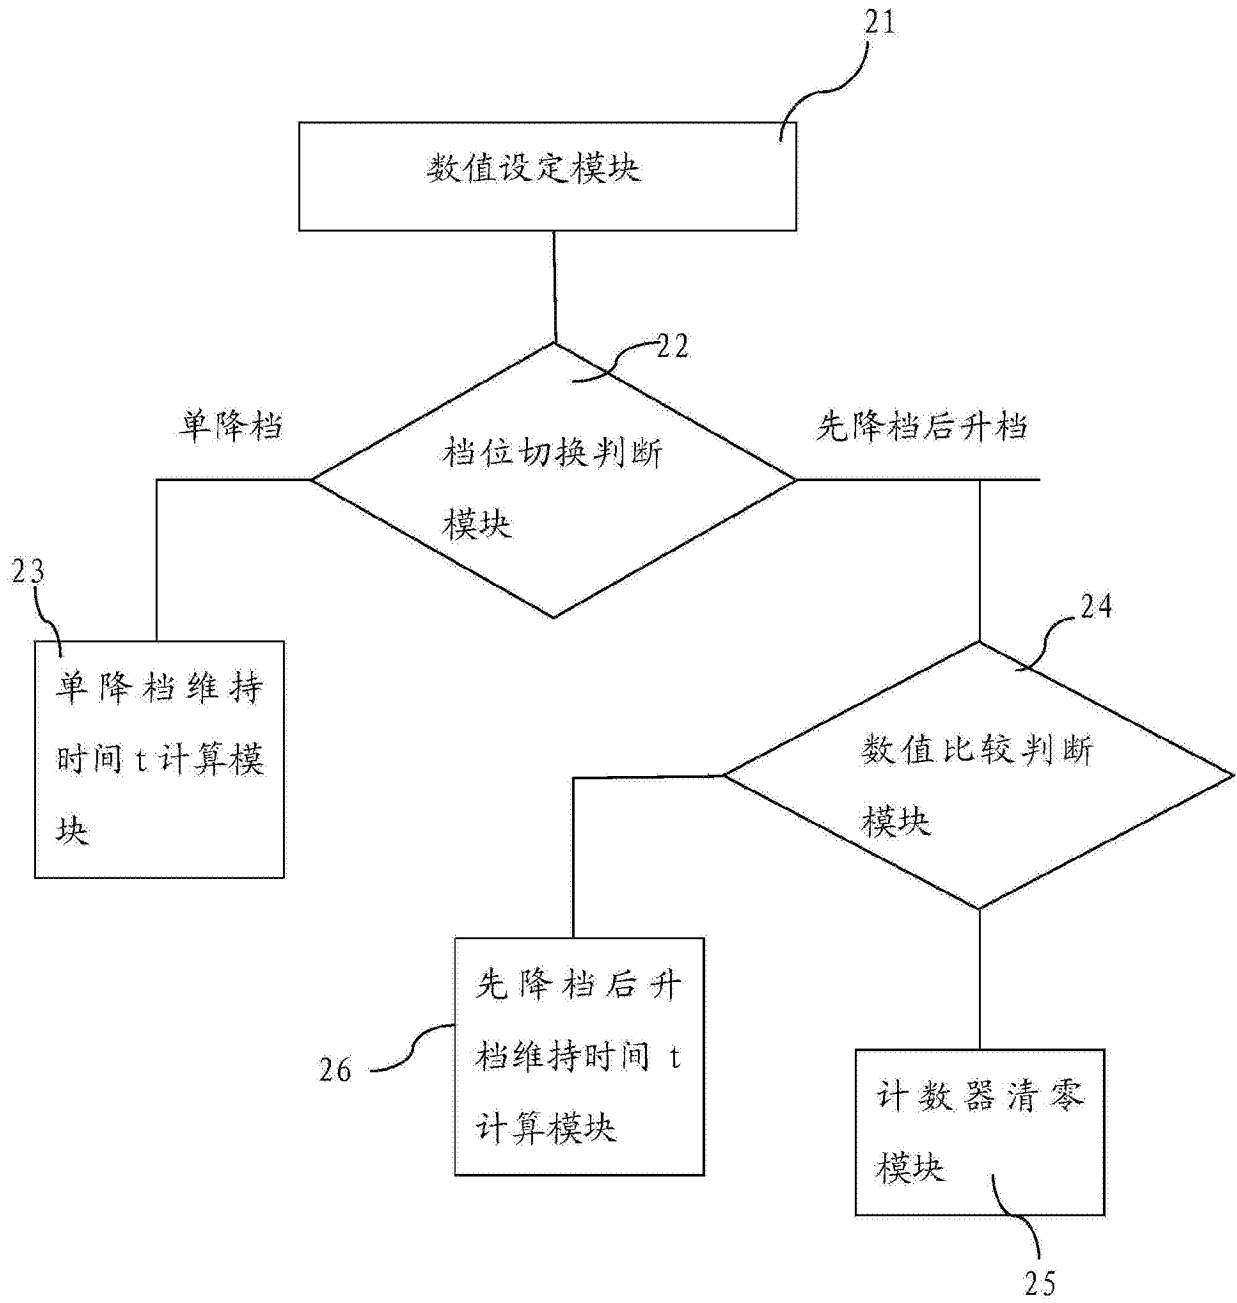 21
数值设定模块
22
单降档
先降档后升档
档位切换判断
模块
23
24
单降档维持
时间t计算模
块
数值比较判断
模块
先降档后升
档维持时间t
计算模块
26
计数器清零
模块
25